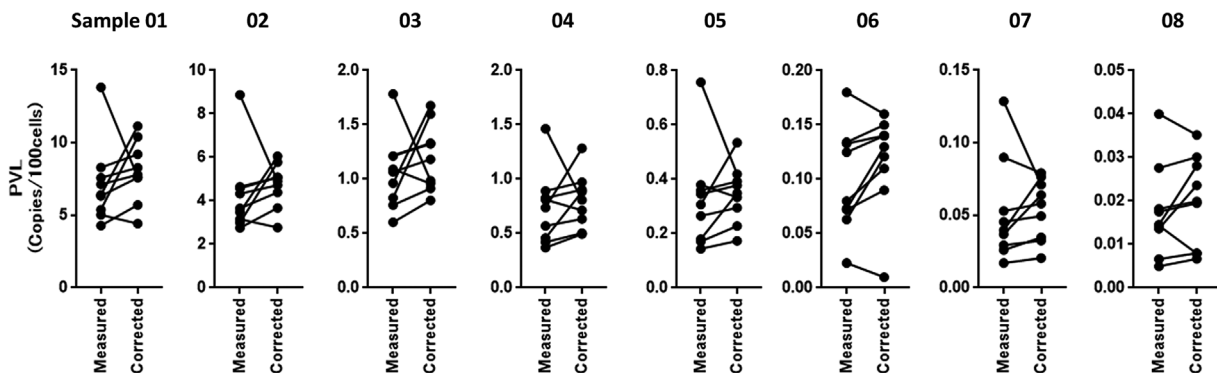 Sample 01 02 03 04 05 06 07 08
PVL
(Copies/100cells)
15 10 2.0 2.0 0.8 0.20 0.15 0.05
8 0.04
10 1.5 1.5 0.6 0.15 0.10
6 0.03
1.0 1.0 0.4 0.10
4 0.02
5 0.5 0.5 0.2 0.05 0.05
2 0.01
0 0 0.0 0.0 0.0 0.00 0.00 0.00
Measured Corrected Measured Corrected Measured Corrected Measured Corrected Measured Corrected Measured Corrected Measured Corrected Measured Corrected